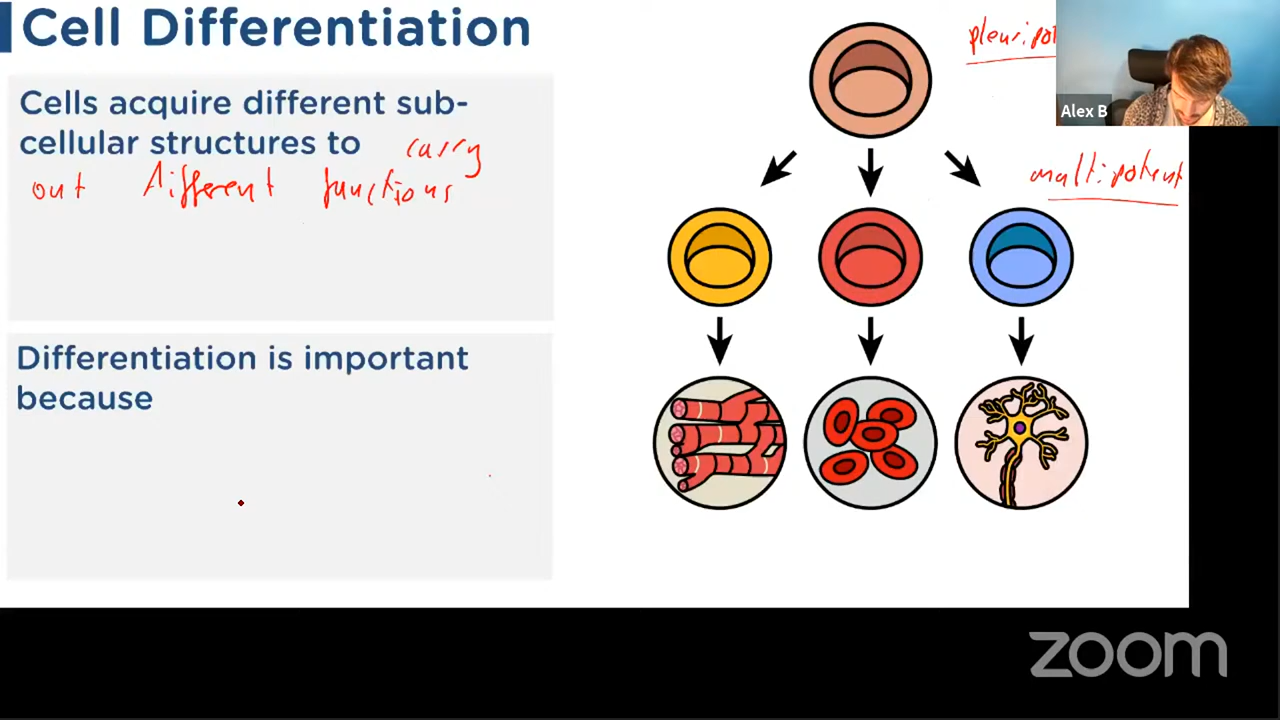 Cell Differentiation
Cells acquire different sub-
cellular structures to carry
out different functions
Differentiation is important
because
pleuripot
multipotent
Alex B
zoom